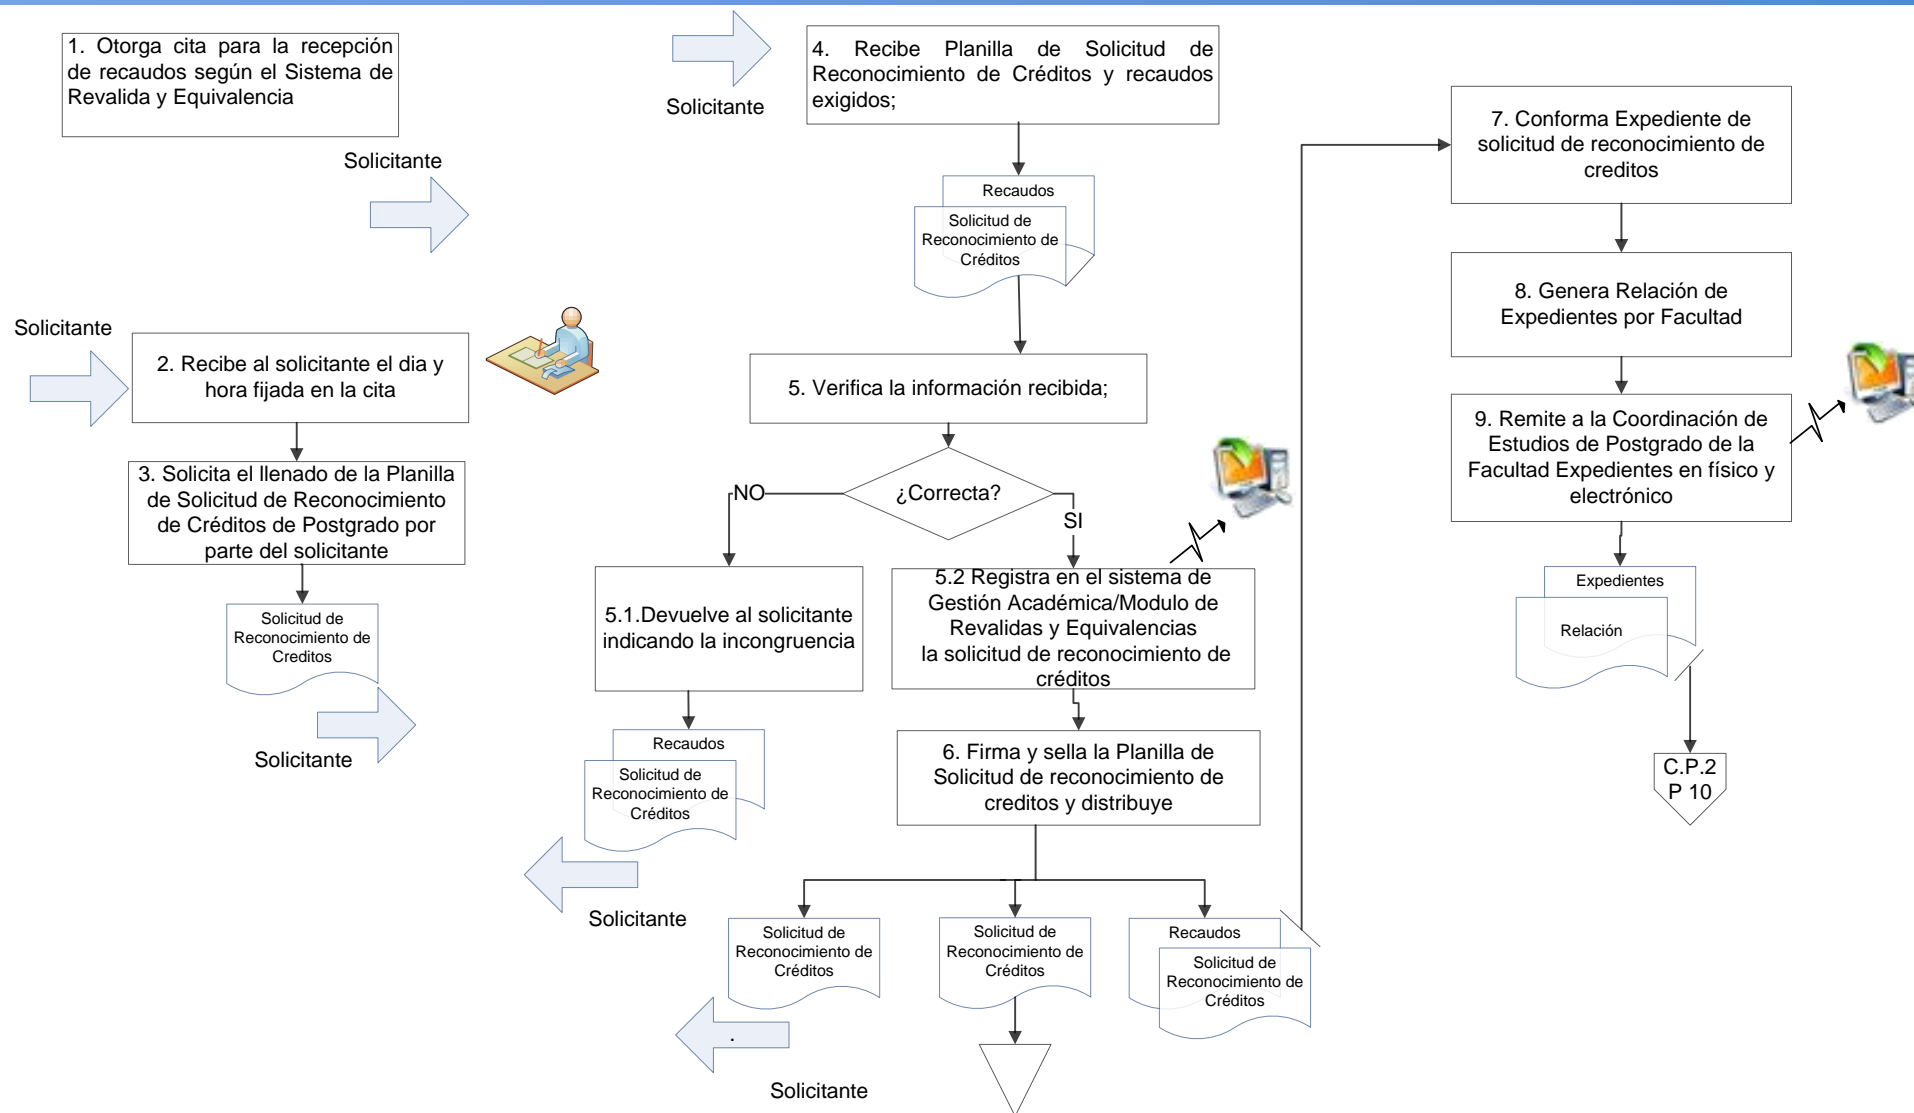 1. Otorga cita para la recepción
de recaudos según el Sistema de
Revalida y Equivalencia
Solicitante
Solicitante
2. Recibe al solicitante el dia y
hora fijada en la cita
3. Solicita el llenado de la Planilla
de Solicitud de Reconocimiento
de Créditos de Postgrado por
parte del solicitante
Solicitud de
Reconocimiento de
Creditos
Solicitante
Solicitante
4. Recibe Planilla de Solicitud de
Reconocimiento de Créditos y recaudos
exigidos;
Recaudos
Solicitud de
Reconocimiento de
Créditos
5. Verifica la información recibida;
¿Correcta?
NO
SI
5.1.Devuelve al solicitante
indicando la incongruencia
Recaudos
Solicitud de
Reconocimiento de
Créditos
Solicitante
5.2 Registra en el sistema de
Gestión Académica/Modulo de
Revalidas y Equivalencias
la solicitud de reconocimiento de
créditos
6. Firma y sella la Planilla de
Solicitud de reconocimiento de
creditos y distribuye
Solicitud de
Reconocimiento de
Créditos
.
Solicitante
Solicitud de
Reconocimiento de
Créditos
Recaudos
Solicitud de
Reconocimiento de
Créditos
7. Conforma Expediente de
solicitud de reconocimiento de
creditos
8. Genera Relación de
Expedientes por Facultad
9. Remite a la Coordinación de
Estudios de Postgrado de la
Facultad Expedientes en físico y
electrónico
Expedientes
Relación
C.P.2
P 10